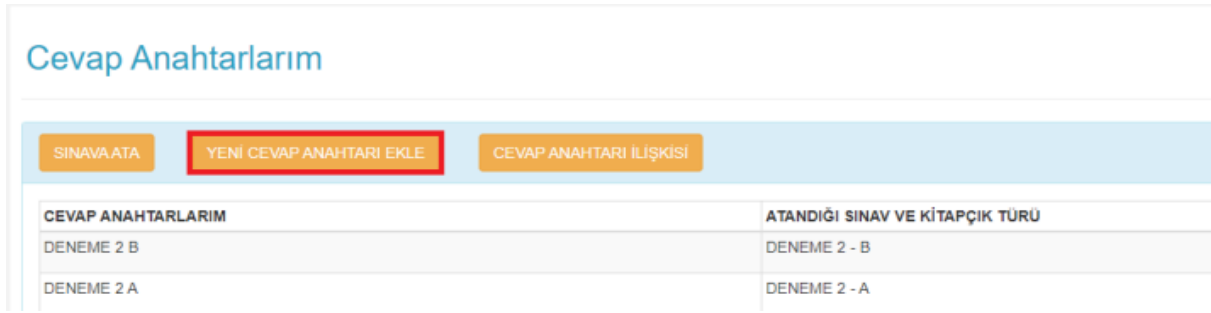 Cevap Anahtarlarım
SINAVA ATA YENİ CEVAP ANAHTARI EKLE CEVAP ANAHTARI İLİŞKİSİ
CEVAP ANAHTARLARIM ATANDIĞI SINAV VE KİTAPÇIK TÜRÜ
DENEME 2 B DENEME 2 - B
DENEME 2 A DENEME 2 - A